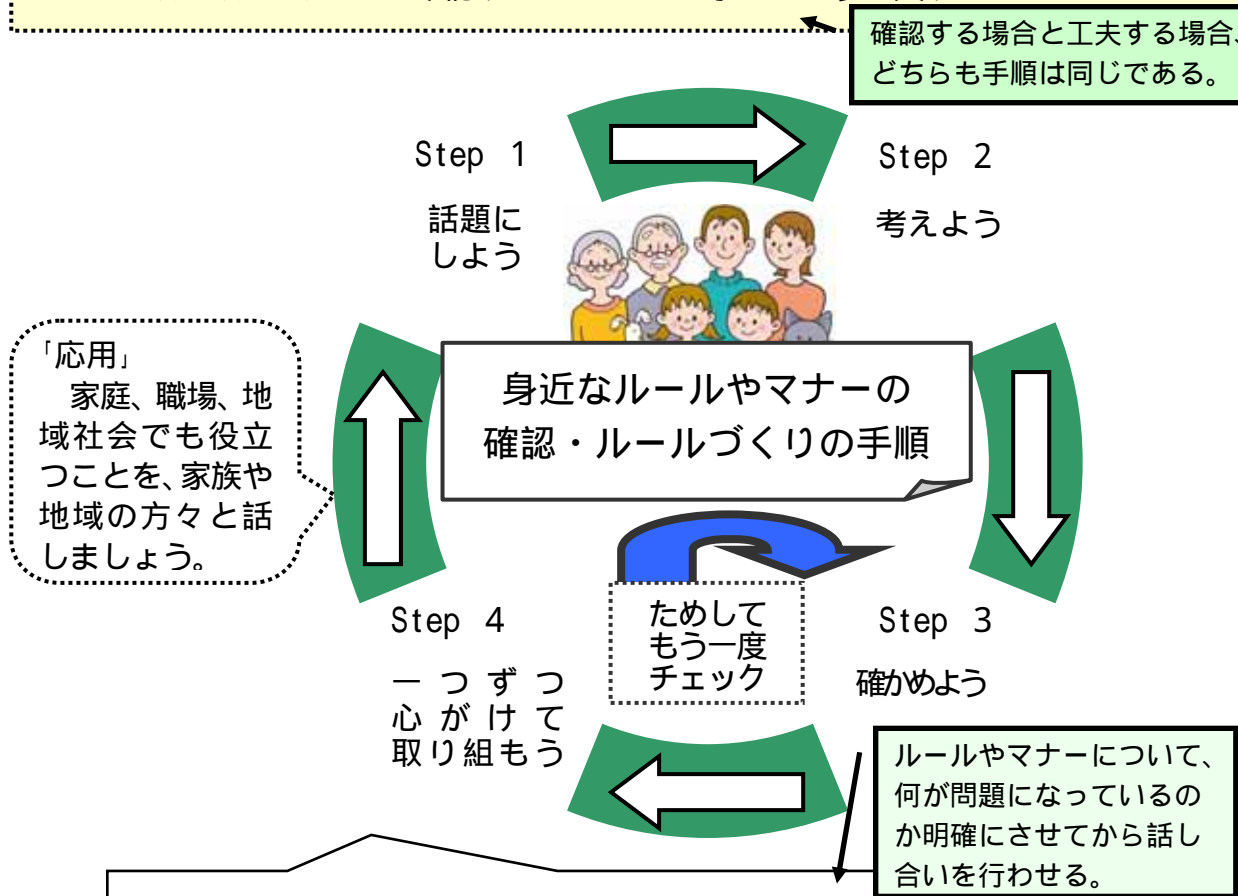 確認する場合と工夫する場合、
どちらも手順は同じである。
Step 1
話題に
しよう
Step 2
考えよう
身近なルールやマナーの
確認・ルールづくりの手順
「応用」
家庭、職場、地
域社会でも役立
つことを、家族や
地域の方々と話
しましょう。
ためして
もう一度
チェック
Step 3
確かめよう
Step 4
一つずつ
心がけて
取り組もう
ルールやマナーについて、
何が問題になっているの
か明確にさせてから話し
合いを行わせる。